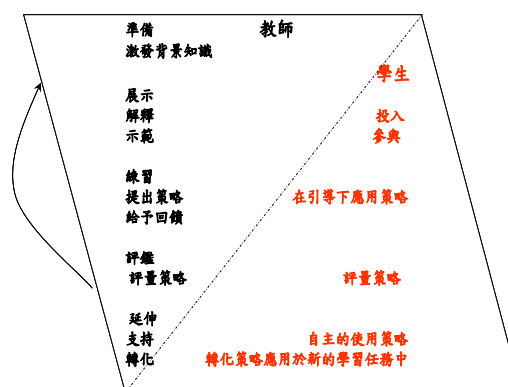 準備 教師
激發背景知識
學生
展示
解釋 投入
示範 參與
練習
提出策略 在引導下應用策略
給予回饋
評鑑
評量策略 評量策略
延伸
支持 自主的使用策略
轉化 轉化策略應用於新的學習任務中